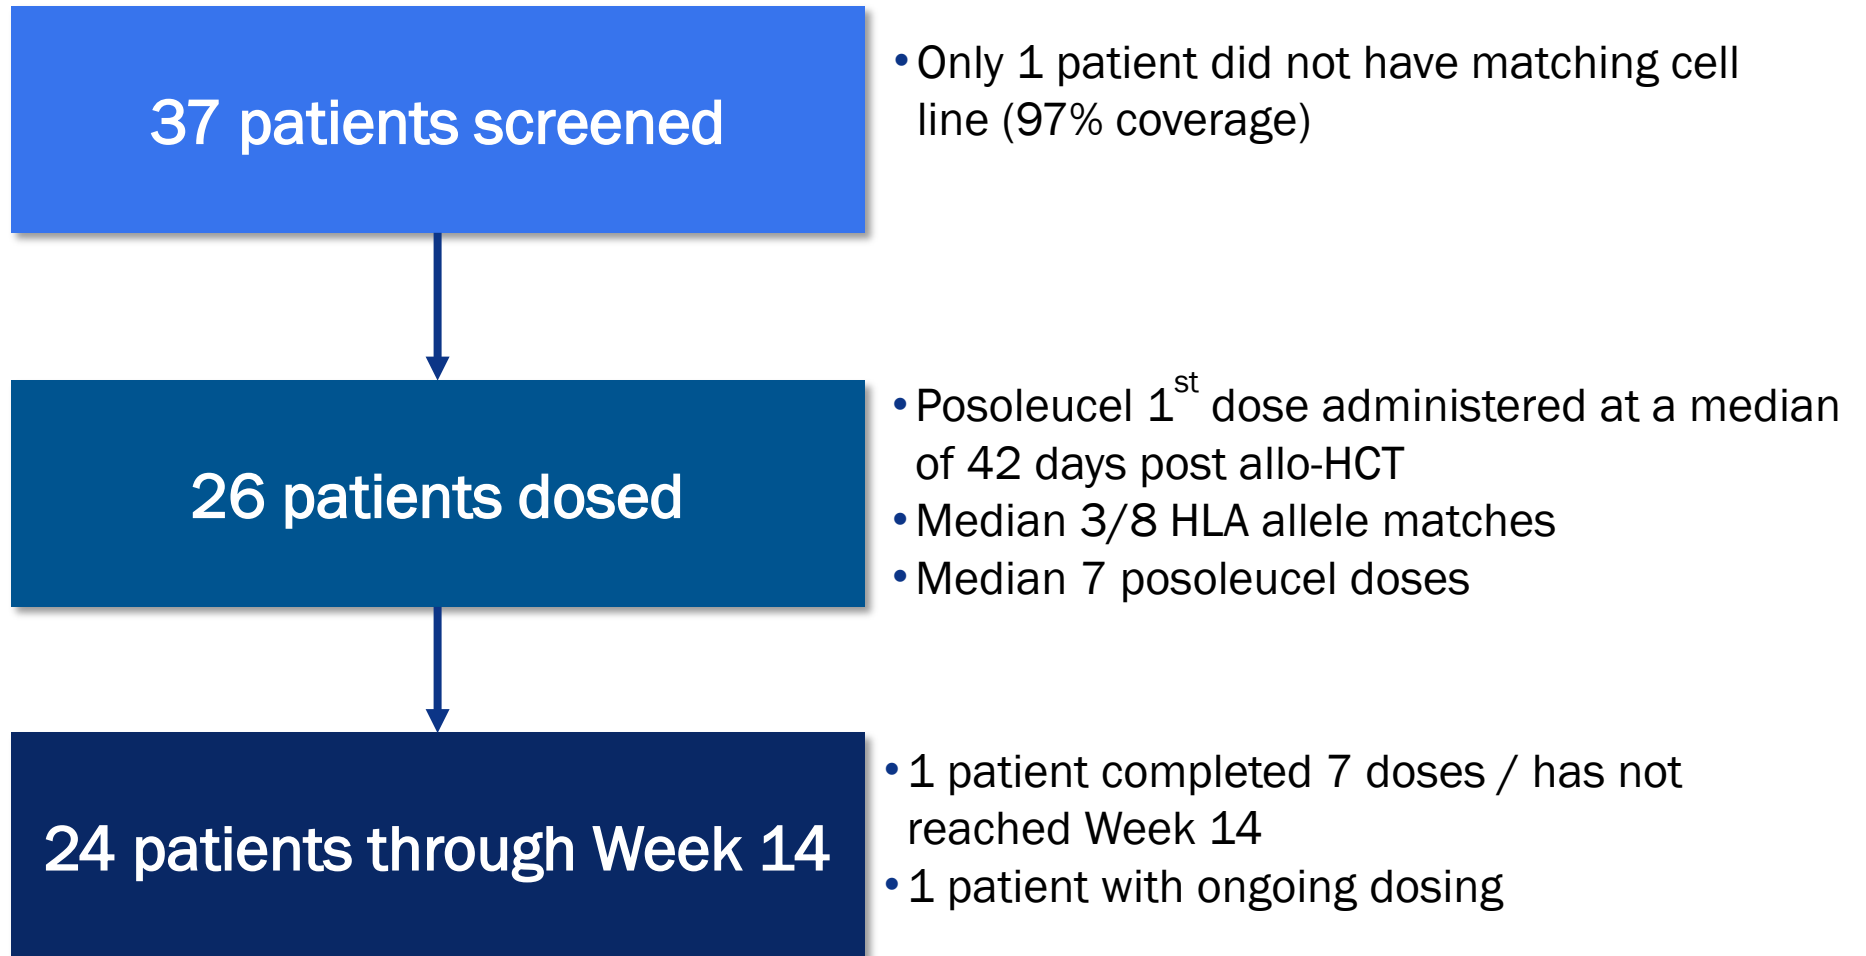 37 patients screened
• Only 1 patient did not have matching cell
line (97% coverage)
26 patients dosed
• Posoleucel 1st dose administered at a median
of 42 days post allo-HCT
• Median 3/8 HLA allele matches
• Median 7 posoleucel doses
24 patients through Week 14
• 1 patient completed 7 doses / has not
reached Week 14
• 1 patient with ongoing dosing